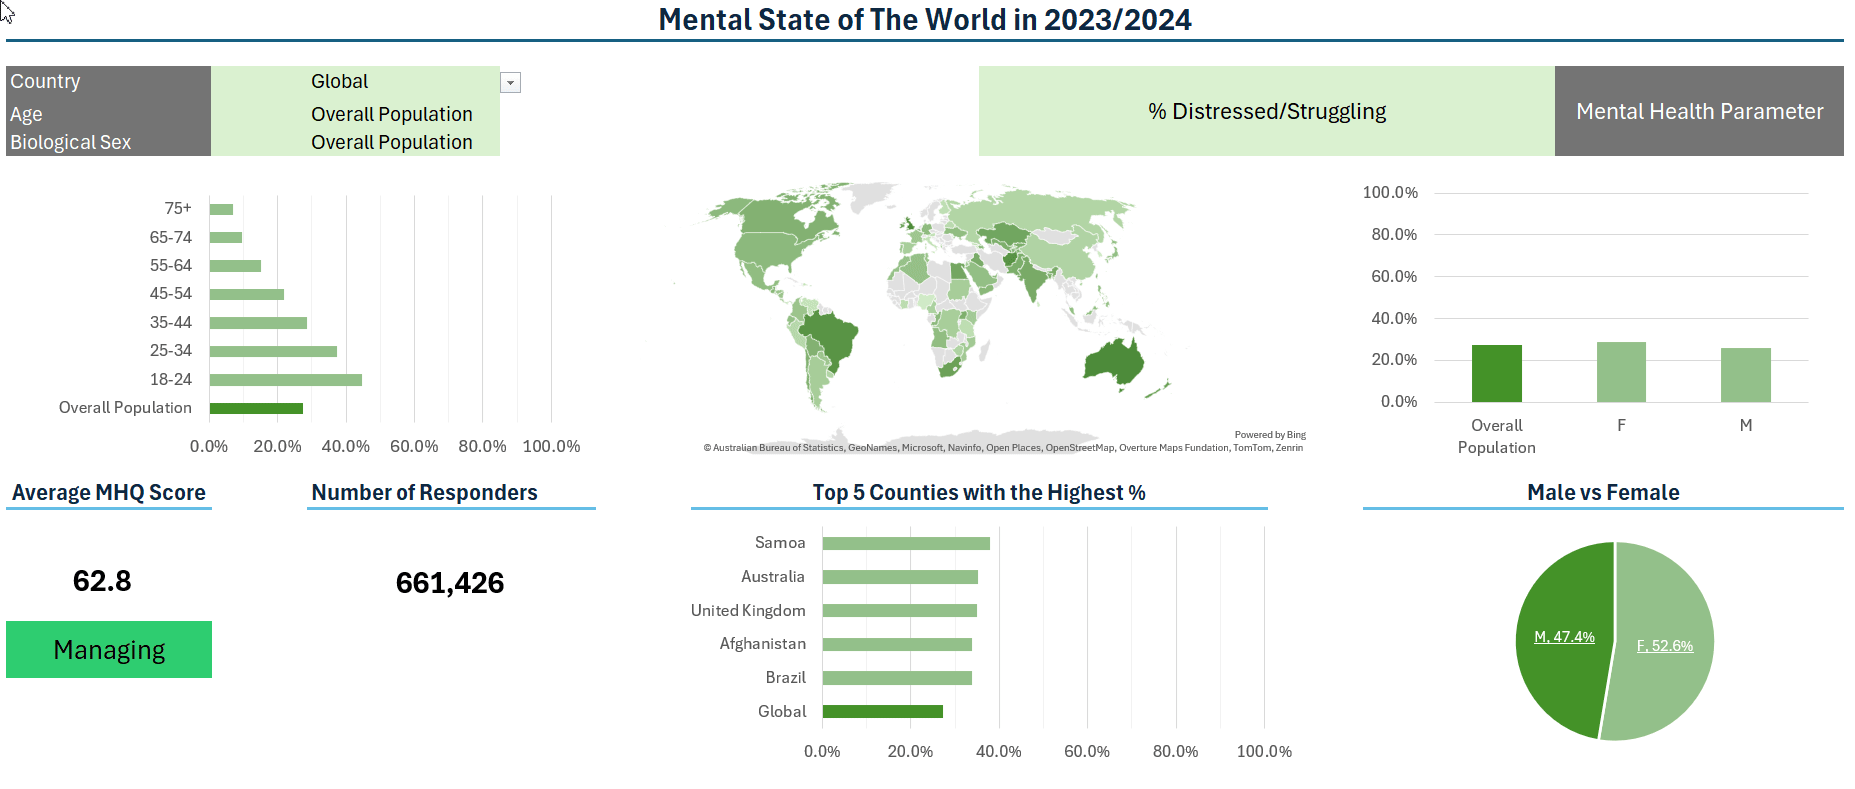 Mental State of The World in 2023/2024
Country Global
Age Overall Population
Biological Sex Overall Population
% Distressed/Struggling
Mental Health Parameter
75+
65-74
55-64
45-54
35-44
25-34
18-24
Overall Population
0.0% 20.0% 40.0% 60.0% 80.0% 100.0%
Powered by Bing
© Australian Bureau of Statistics, GeoNames, Microsoft, Navinfo, Open Places, OpenStreetMap, Overture Maps Fundation, TomTom, Zenrin
100.0%
80.0%
60.0%
40.0%
20.0%
0.0%
Overall
Population
F
M
Average MHQ Score
62.8
Managing
Number of Responders
661,426
Top 5 Counties with the Highest %
Samoa
Australia
United Kingdom
Afghanistan
Brazil
Global
0.0% 20.0% 40.0% 60.0% 80.0% 100.0%
Male vs Female
M, 47.4%
F, 52.6%